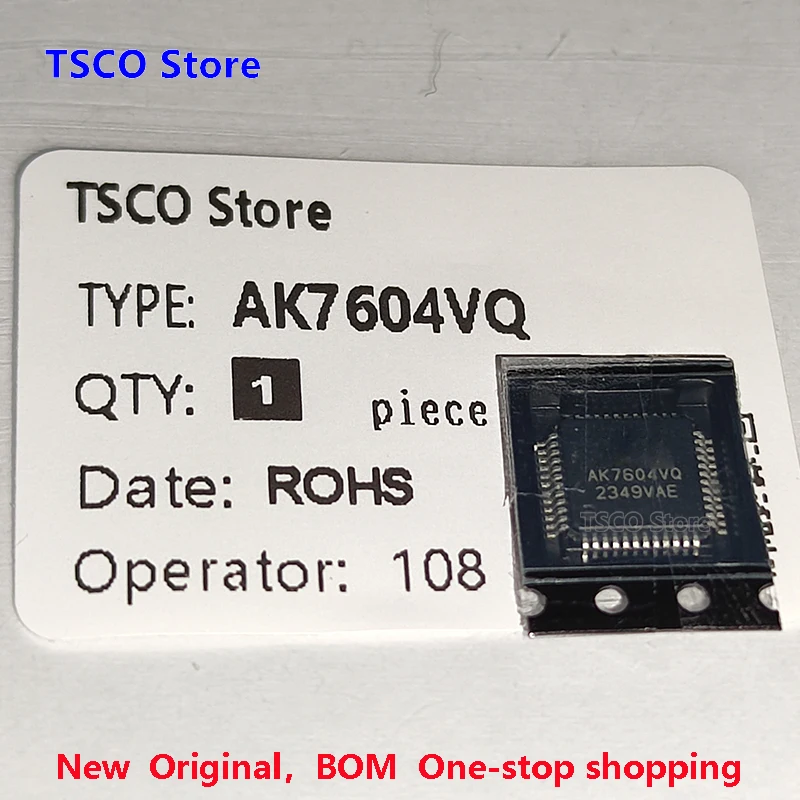 TSCO Store
TSCO Store
TYPE: AK7604VQ
QTY: 1 piece
Date: ROHS
Operator: 108
AK7604VQ
2349VAE
TSCO Store
New Original, BOM One-stop shopping